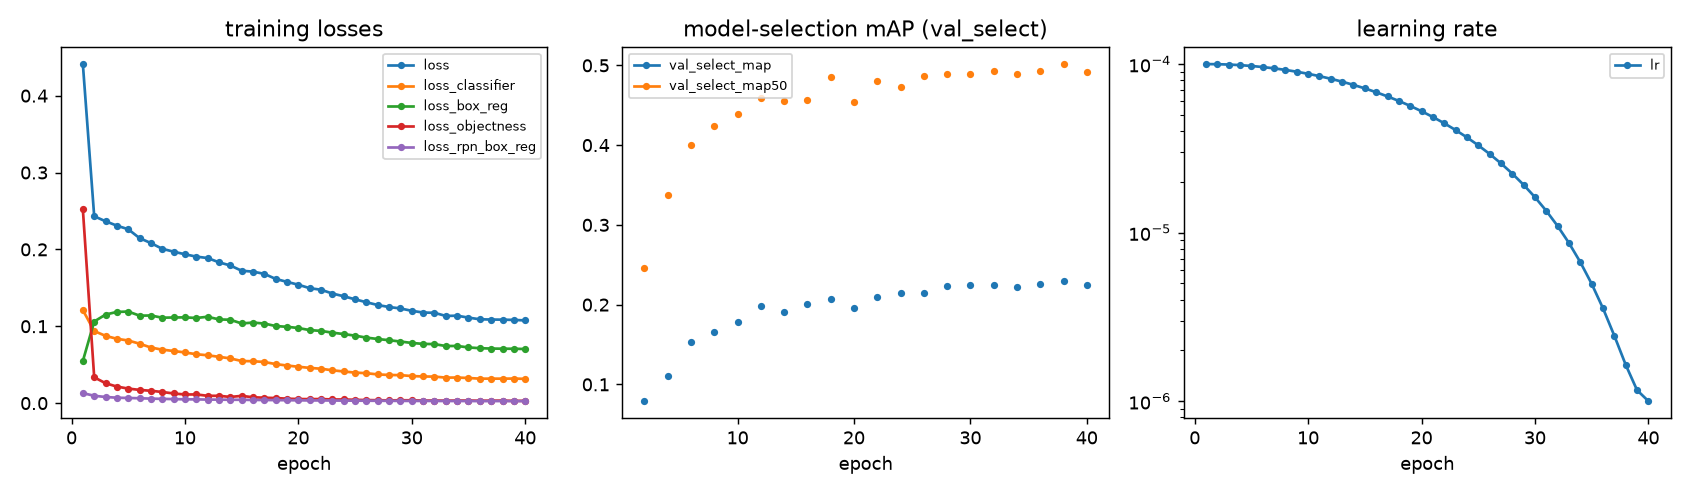 training losses
loss
loss_classifier
loss_box_reg
loss_objectness
loss_rpn_box_reg
0.4
0.3
0.2
0.1
0.0
0 10 20 30 40
epoch
model-selection mAP (val_select)
val_select_map
val_select_map50
0.5
0.4
0.3
0.2
0.1
10 20 30 40
epoch
learning rate
lr
10⁻⁴
10⁻⁵
10⁻⁶
0 10 20 30 40
epoch